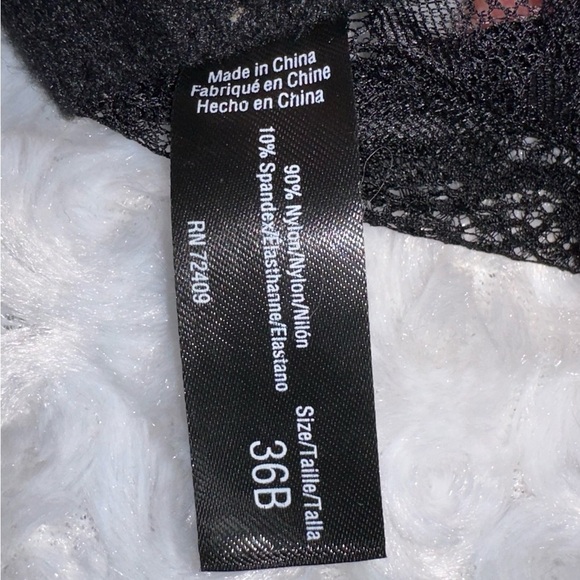 Made in China
Fabriqué en Chine
Hecho en China
90% Nylon/Nylon/Nilón
10% Spandex/Elasthanne/Elastano
RN 72409
Size/Taille/Talla
36B